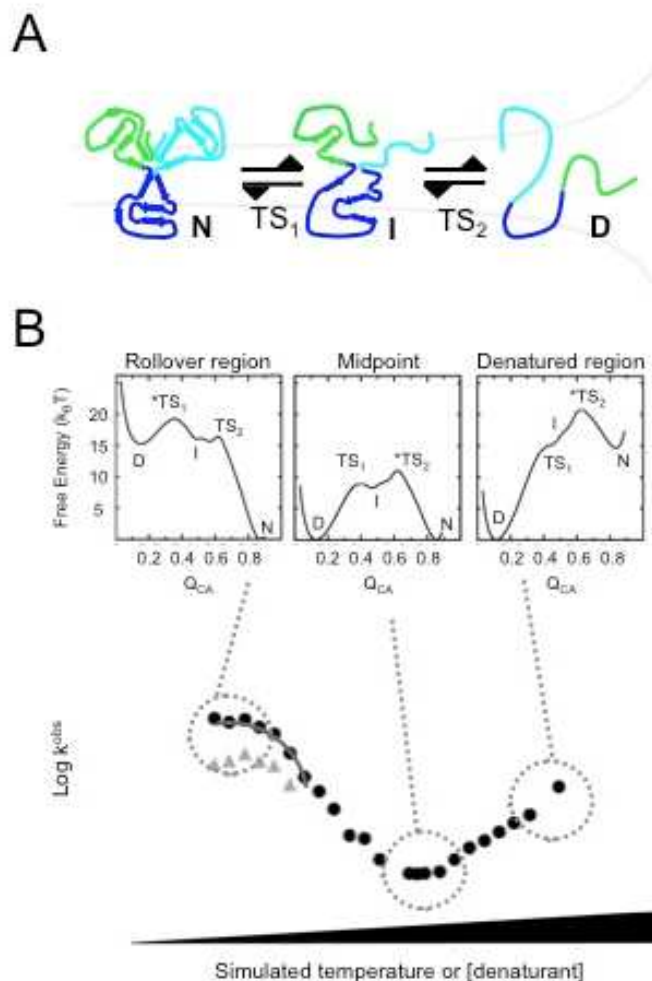 A
N
TS1
I
TS2
D
B
Rollover region
Midpoint
Denatured region
Free Energy (kBT)
20
15
10
5
*TS1
TS2
D
I
N
TS1
*TS2
D
I
N
*TS2
I
TS1
D
N
0.2 0.4 0.6 0.8
0.2 0.4 0.6 0.8
0.2 0.4 0.6 0.8
QCA
QCA
QCA
Log kobs
Simulated temperature or [denaturant]